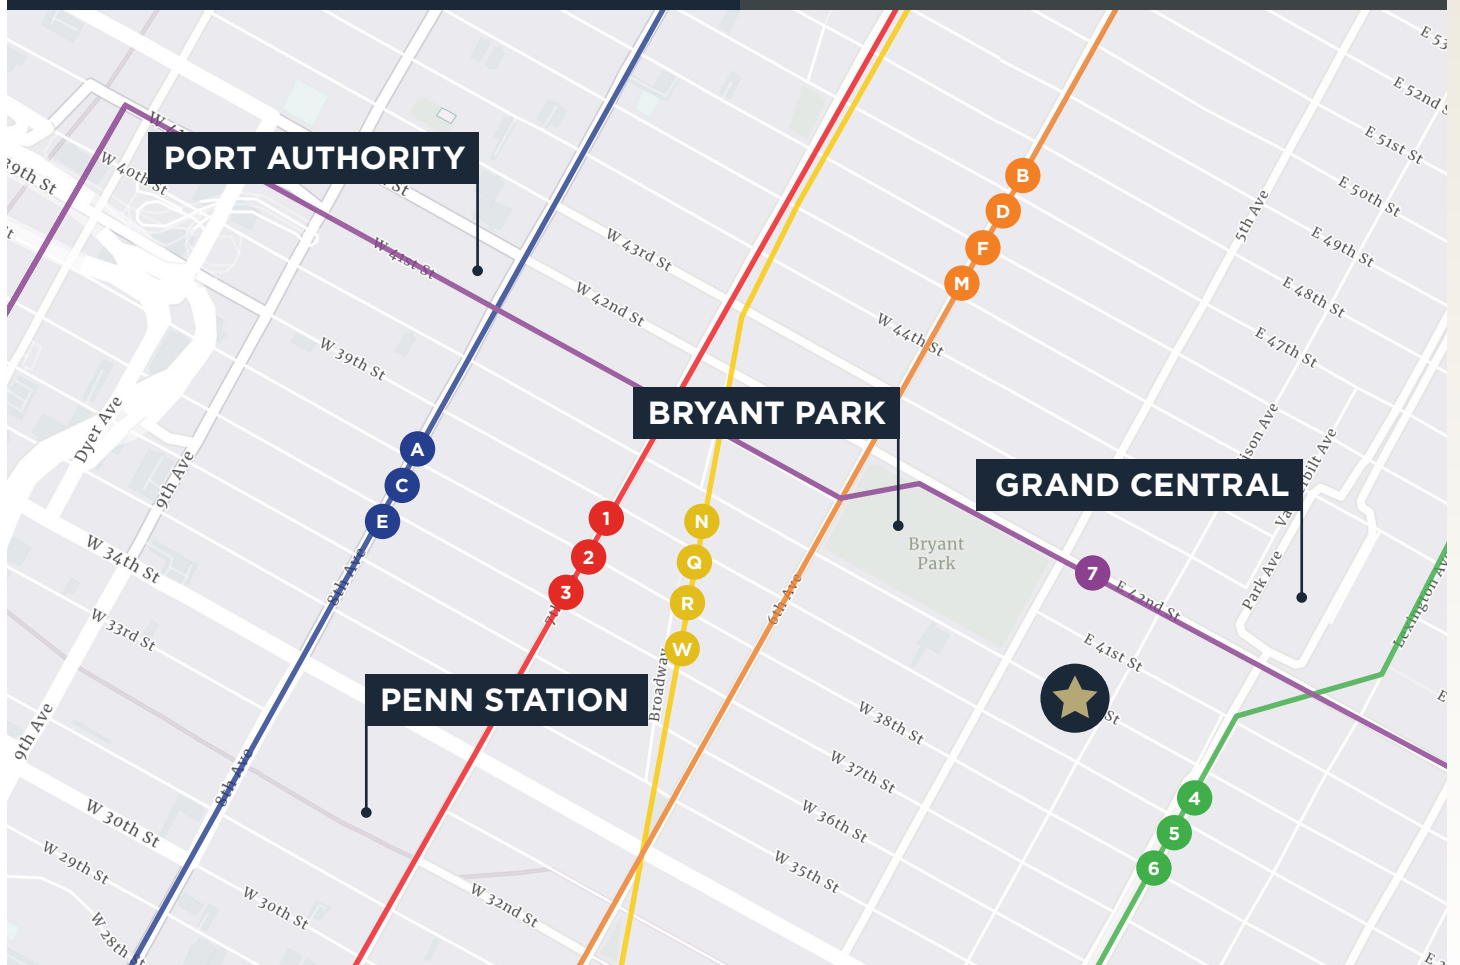 E 53
E 52nd S
E 51st St
E 50th St
E 49th St
E 48th St
E 47th St
PORT AUTHORITY
39th St
W 40th St
W 41st St
W 43rd St
W 42nd St
W 44th St
W 39th St
5th Ave
B
D
F
M
BRYANT PARK
GRAND CENTRAL
Bryant
Park
Dyer Ave
9th Ave
A
C
E
1
2
3
N
Q
R
W
7
E 42nd St
E 41st St
Park Ave
Lexington Av
W 34th St
W 33rd St
8th Ave
6th Ave
Broadway
PENN STATION
W 38th St
W 37th St
W 36th St
W 35th St
St
4
5
6
9th Ave
8th Ave
W 30th St
W 29th St
W 30th St
W 32nd St
W 28th St